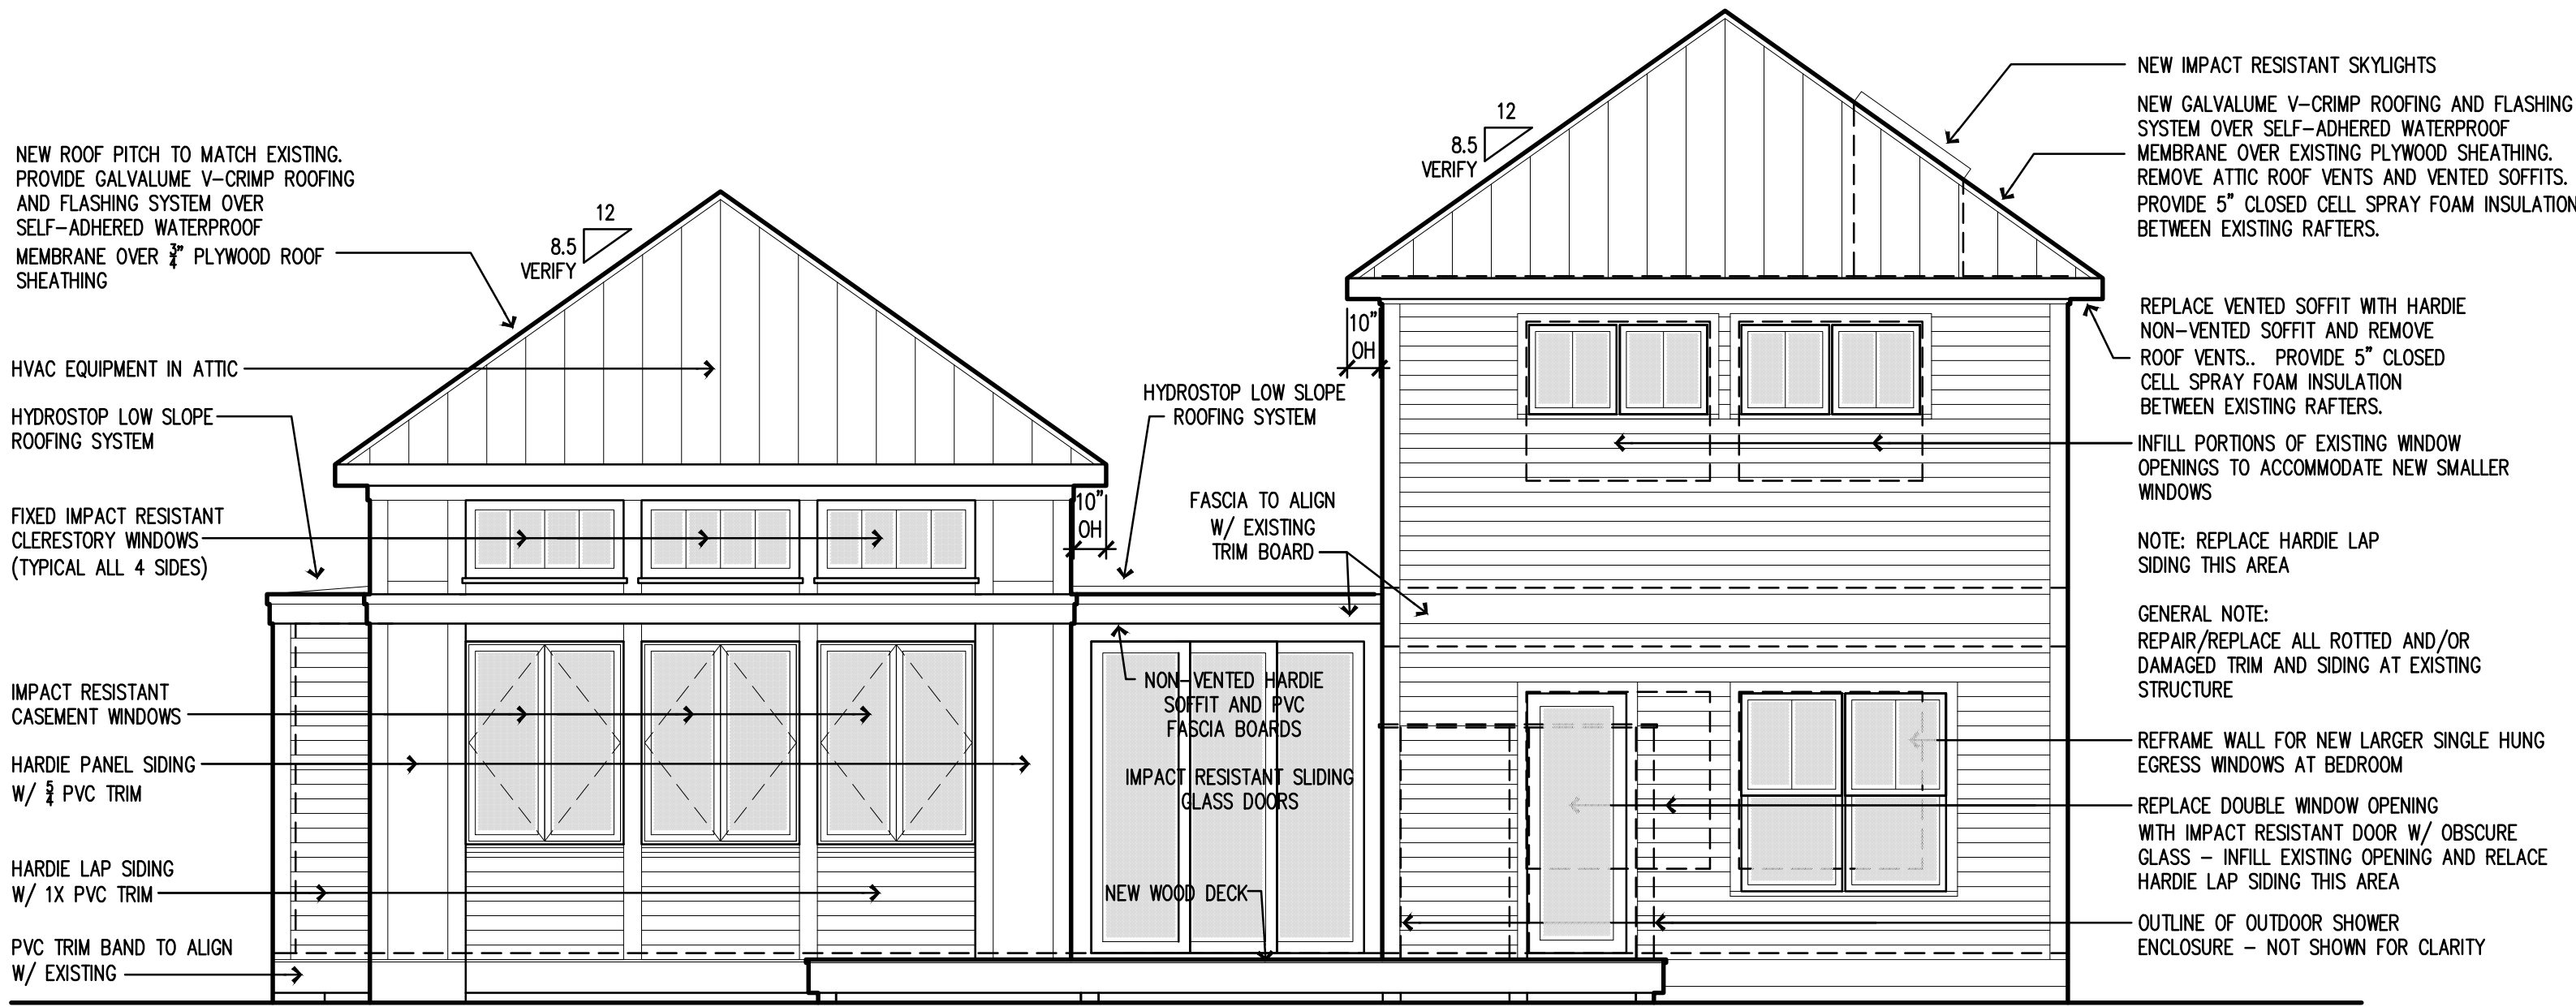 NEW ROOF PITCH TO MATCH EXISTING.
PROVIDE GALVALUME V-CRIMP ROOFING
AND FLASHING SYSTEM OVER
SELF-ADHERED WATERPROOF
MEMBRANE OVER 3/4" PLYWOOD ROOF
SHEATHING
HVAC EQUIPMENT IN ATTIC
HYDROSTOP LOW SLOPE
ROOFING SYSTEM
FIXED IMPACT RESISTANT
CLERESTORY WINDOWS
(TYPICAL ALL 4 SIDES)
IMPACT RESISTANT
CASEMENT WINDOWS
HARDIE PANEL SIDING
W/ 5/4 PVC TRIM
HARDIE LAP SIDING
W/ 1X PVC TRIM
PVC TRIM BAND TO ALIGN
W/ EXISTING
12
8.5
VERIFY
10"
OH
HYDROSTOP LOW SLOPE
ROOFING SYSTEM
FASCIA TO ALIGN
W/ EXISTING
TRIM BOARD
NON-VENTED HARDIE
SOFFIT AND PVC
FASCIA BOARDS
IMPACT RESISTANT SLIDING
GLASS DOORS
NEW WOOD DECK
12
8.5
VERIFY
10"
OH
NEW IMPACT RESISTANT SKYLIGHTS
NEW GALVALUME V-CRIMP ROOFING AND FLASHING
SYSTEM OVER SELF-ADHERED WATERPROOF
MEMBRANE OVER EXISTING PLYWOOD SHEATHING.
REMOVE ATTIC ROOF VENTS AND VENTED SOFFITS.
PROVIDE 5" CLOSED CELL SPRAY FOAM INSULATION
BETWEEN EXISTING RAFTERS.
REPLACE VENTED SOFFIT WITH HARDIE
NON-VENTED SOFFIT AND REMOVE
ROOF VENTS.. PROVIDE 5" CLOSED
CELL SPRAY FOAM INSULATION
BETWEEN EXISTING RAFTERS.
INFILL PORTIONS OF EXISTING WINDOW
OPENINGS TO ACCOMMODATE NEW SMALLER
WINDOWS
NOTE: REPLACE HARDIE LAP
SIDING THIS AREA
GENERAL NOTE:
REPAIR/REPLACE ALL ROTTED AND/OR
DAMAGED TRIM AND SIDING AT EXISTING
STRUCTURE
REFRAME WALL FOR NEW LARGER SINGLE HUNG
EGRESS WINDOWS AT BEDROOM
REPLACE DOUBLE WINDOW OPENING
WITH IMPACT RESISTANT DOOR W/ OBSCURE
GLASS - INFILL EXISTING OPENING AND RELACE
HARDIE LAP SIDING THIS AREA
OUTLINE OF OUTDOOR SHOWER
ENCLOSURE - NOT SHOWN FOR CLARITY